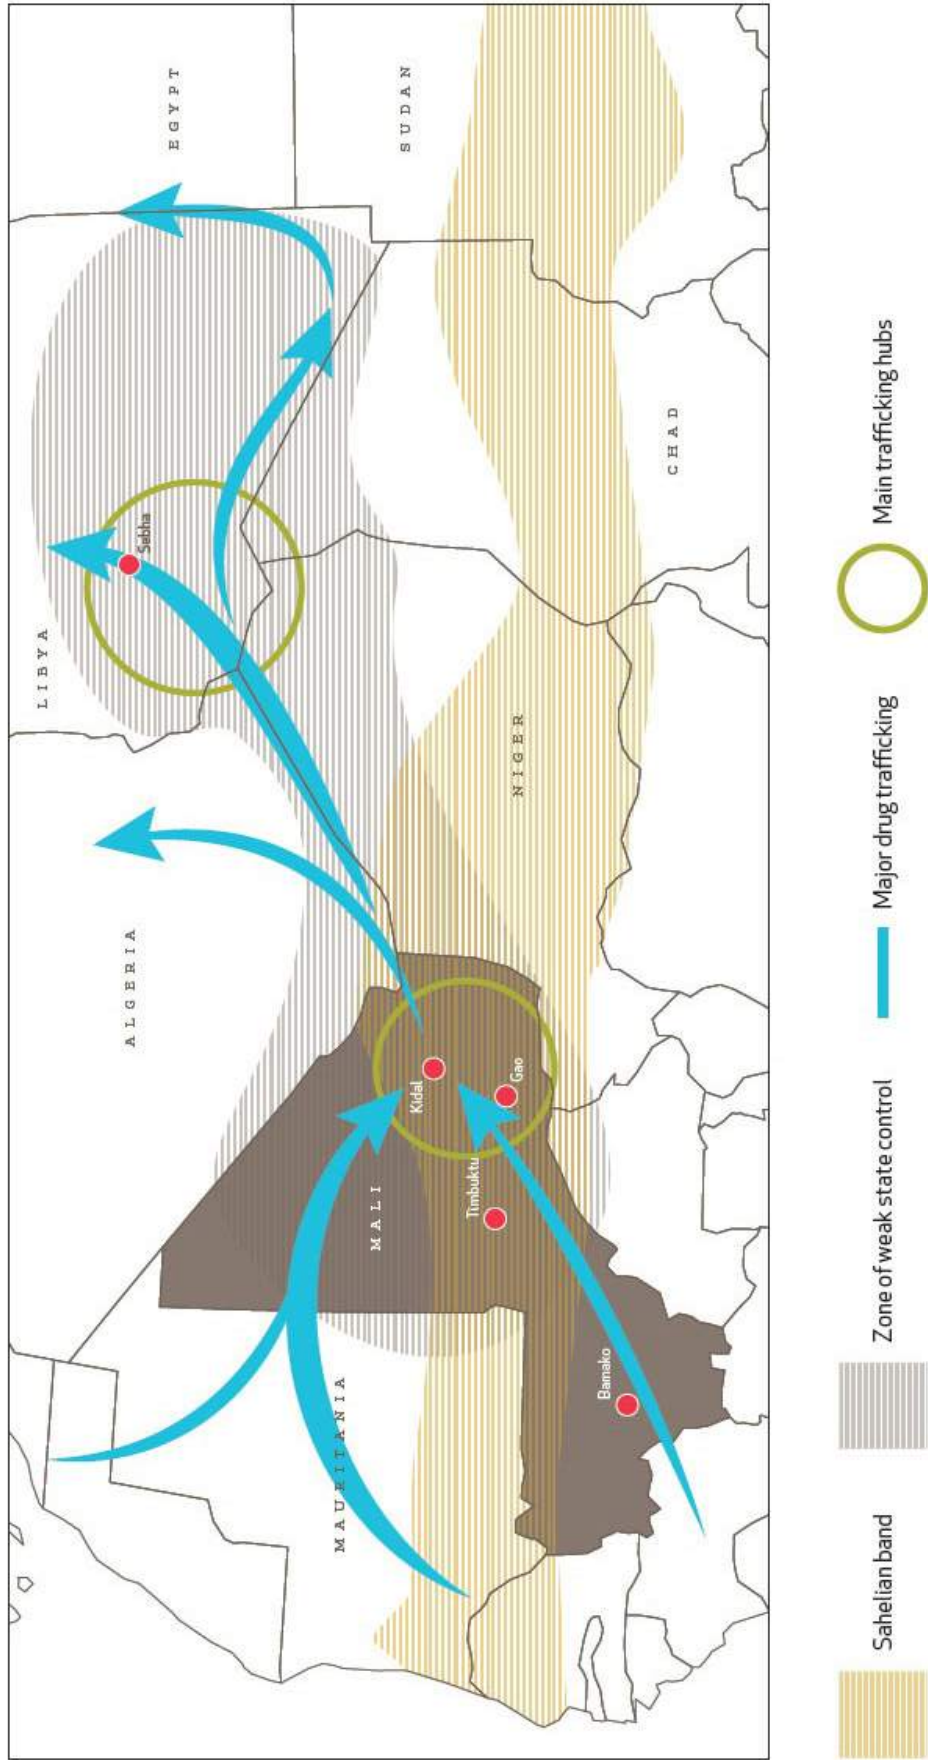 LIBYA
EGYPT
ALGERIA
Sebha
SUDAN
MAURITANIA
MALI
Kidal
Timbuktu
Gao
NIGER
Bamako
CHAD
Sahelian band
Zone of weak state control
Major drug trafficking
Main trafficking hubs